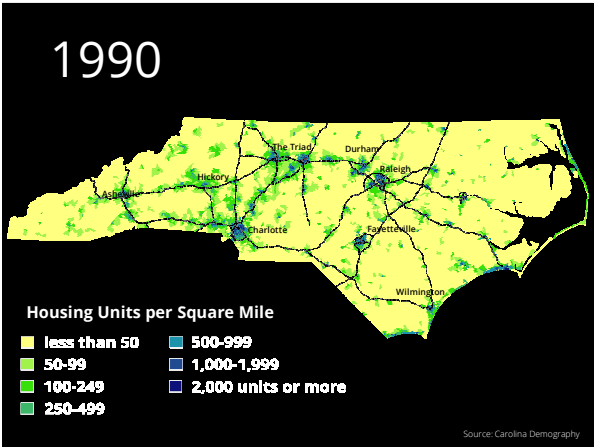 1990
The Triad
Durham
Raleigh
Hickory
Asheville
Charlotte
Fayetteville
Wilmington
Housing Units per Square Mile
less than 50
50-99
100-249
250-499
500-999
1,000-1,999
2,000 units or more
Source: Carolina Demography